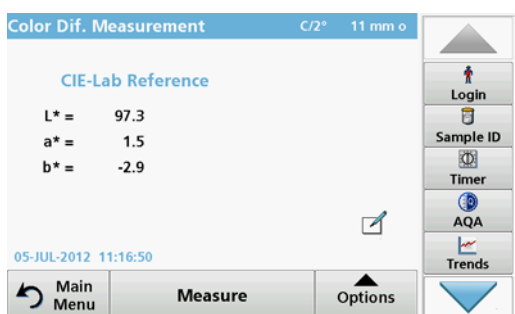 Color Dif. Measurement C/2° 11 mm o
CIE-Lab Reference
L* = 97.3
a* = 1.5
b* = -2.9
05-JUL-2012 11:16:50
Main Menu
Measure
Options
Login
Sample ID
Timer
AQA
Trends